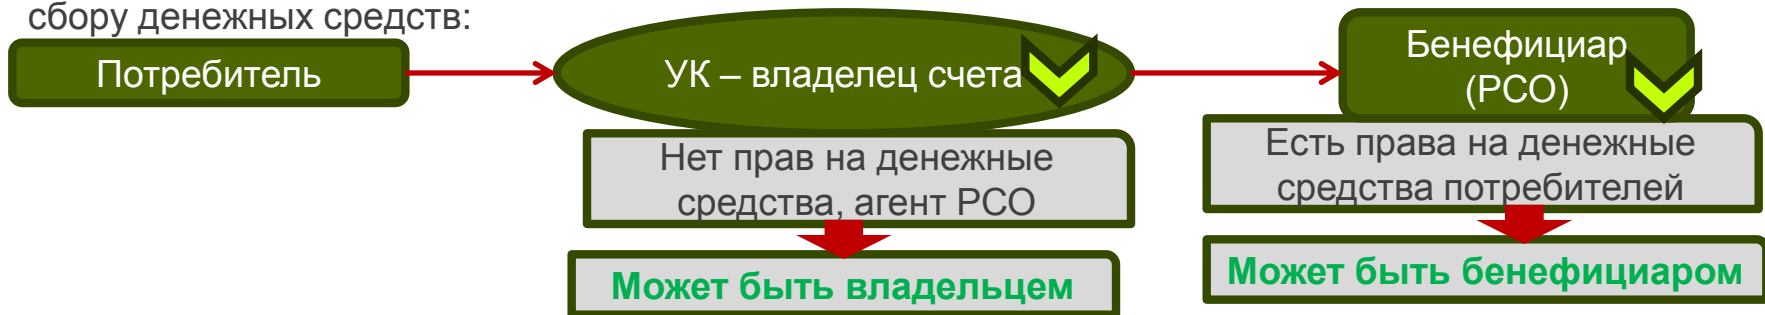 сбору денежных средств:
Потребитель
УК – владелец счета
Бенефициар
(РСО)
Нет прав на денежные
средства, агент РСО
Есть права на денежные
средства потребителей
Может быть владельцем
Может быть бенефициаром